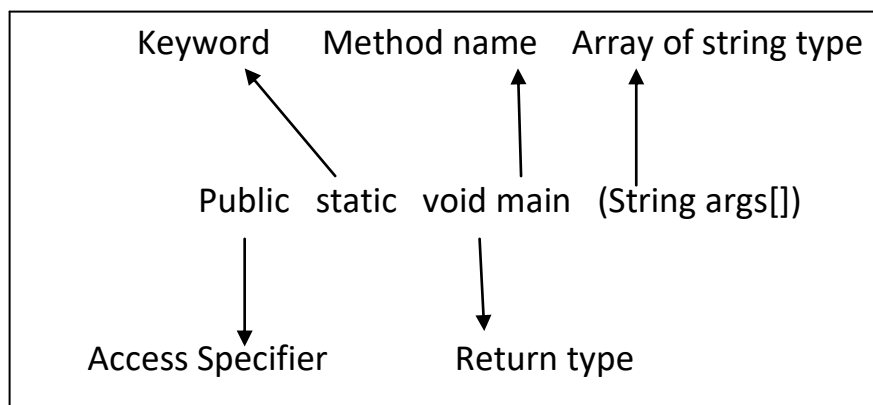 Keyword Method name Array of string type
Public static void main (String args[])
Access Specifier Return type